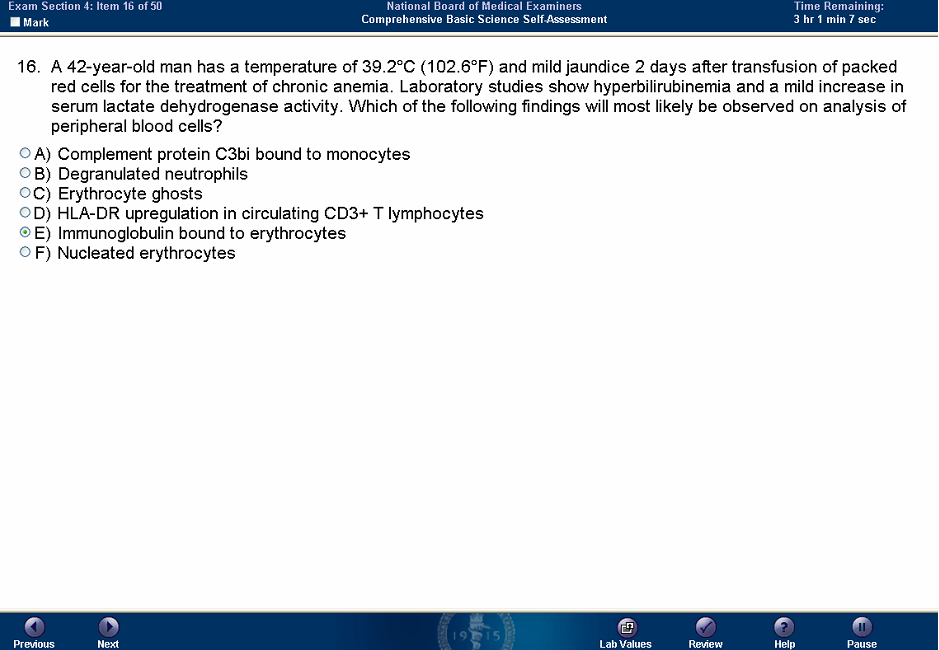 Exam Section 4: Item 16 of 50
National Board of Medical Examiners
Time Remaining:
Mark
Comprehensive Basic Science Self-Assessment
3 hr 1 min 7 sec
16. A 42-year-old man has a temperature of 39.2°C (102.6°F) and mild jaundice 2 days after transfusion of packed
red cells for the treatment of chronic anemia. Laboratory studies show hyperbilirubinemia and a mild increase in
serum lactate dehydrogenase activity. Which of the following findings will most likely be observed on analysis of
peripheral blood cells?
A) Complement protein C3bi bound to monocytes
B) Degranulated neutrophils
C) Erythrocyte ghosts
D) HLA-DR upregulation in circulating CD3+ T lymphocytes
E) Immunoglobulin bound to erythrocytes
F) Nucleated erythrocytes
19 15
Previous
Next
Lab Values
Review
Help
Pause